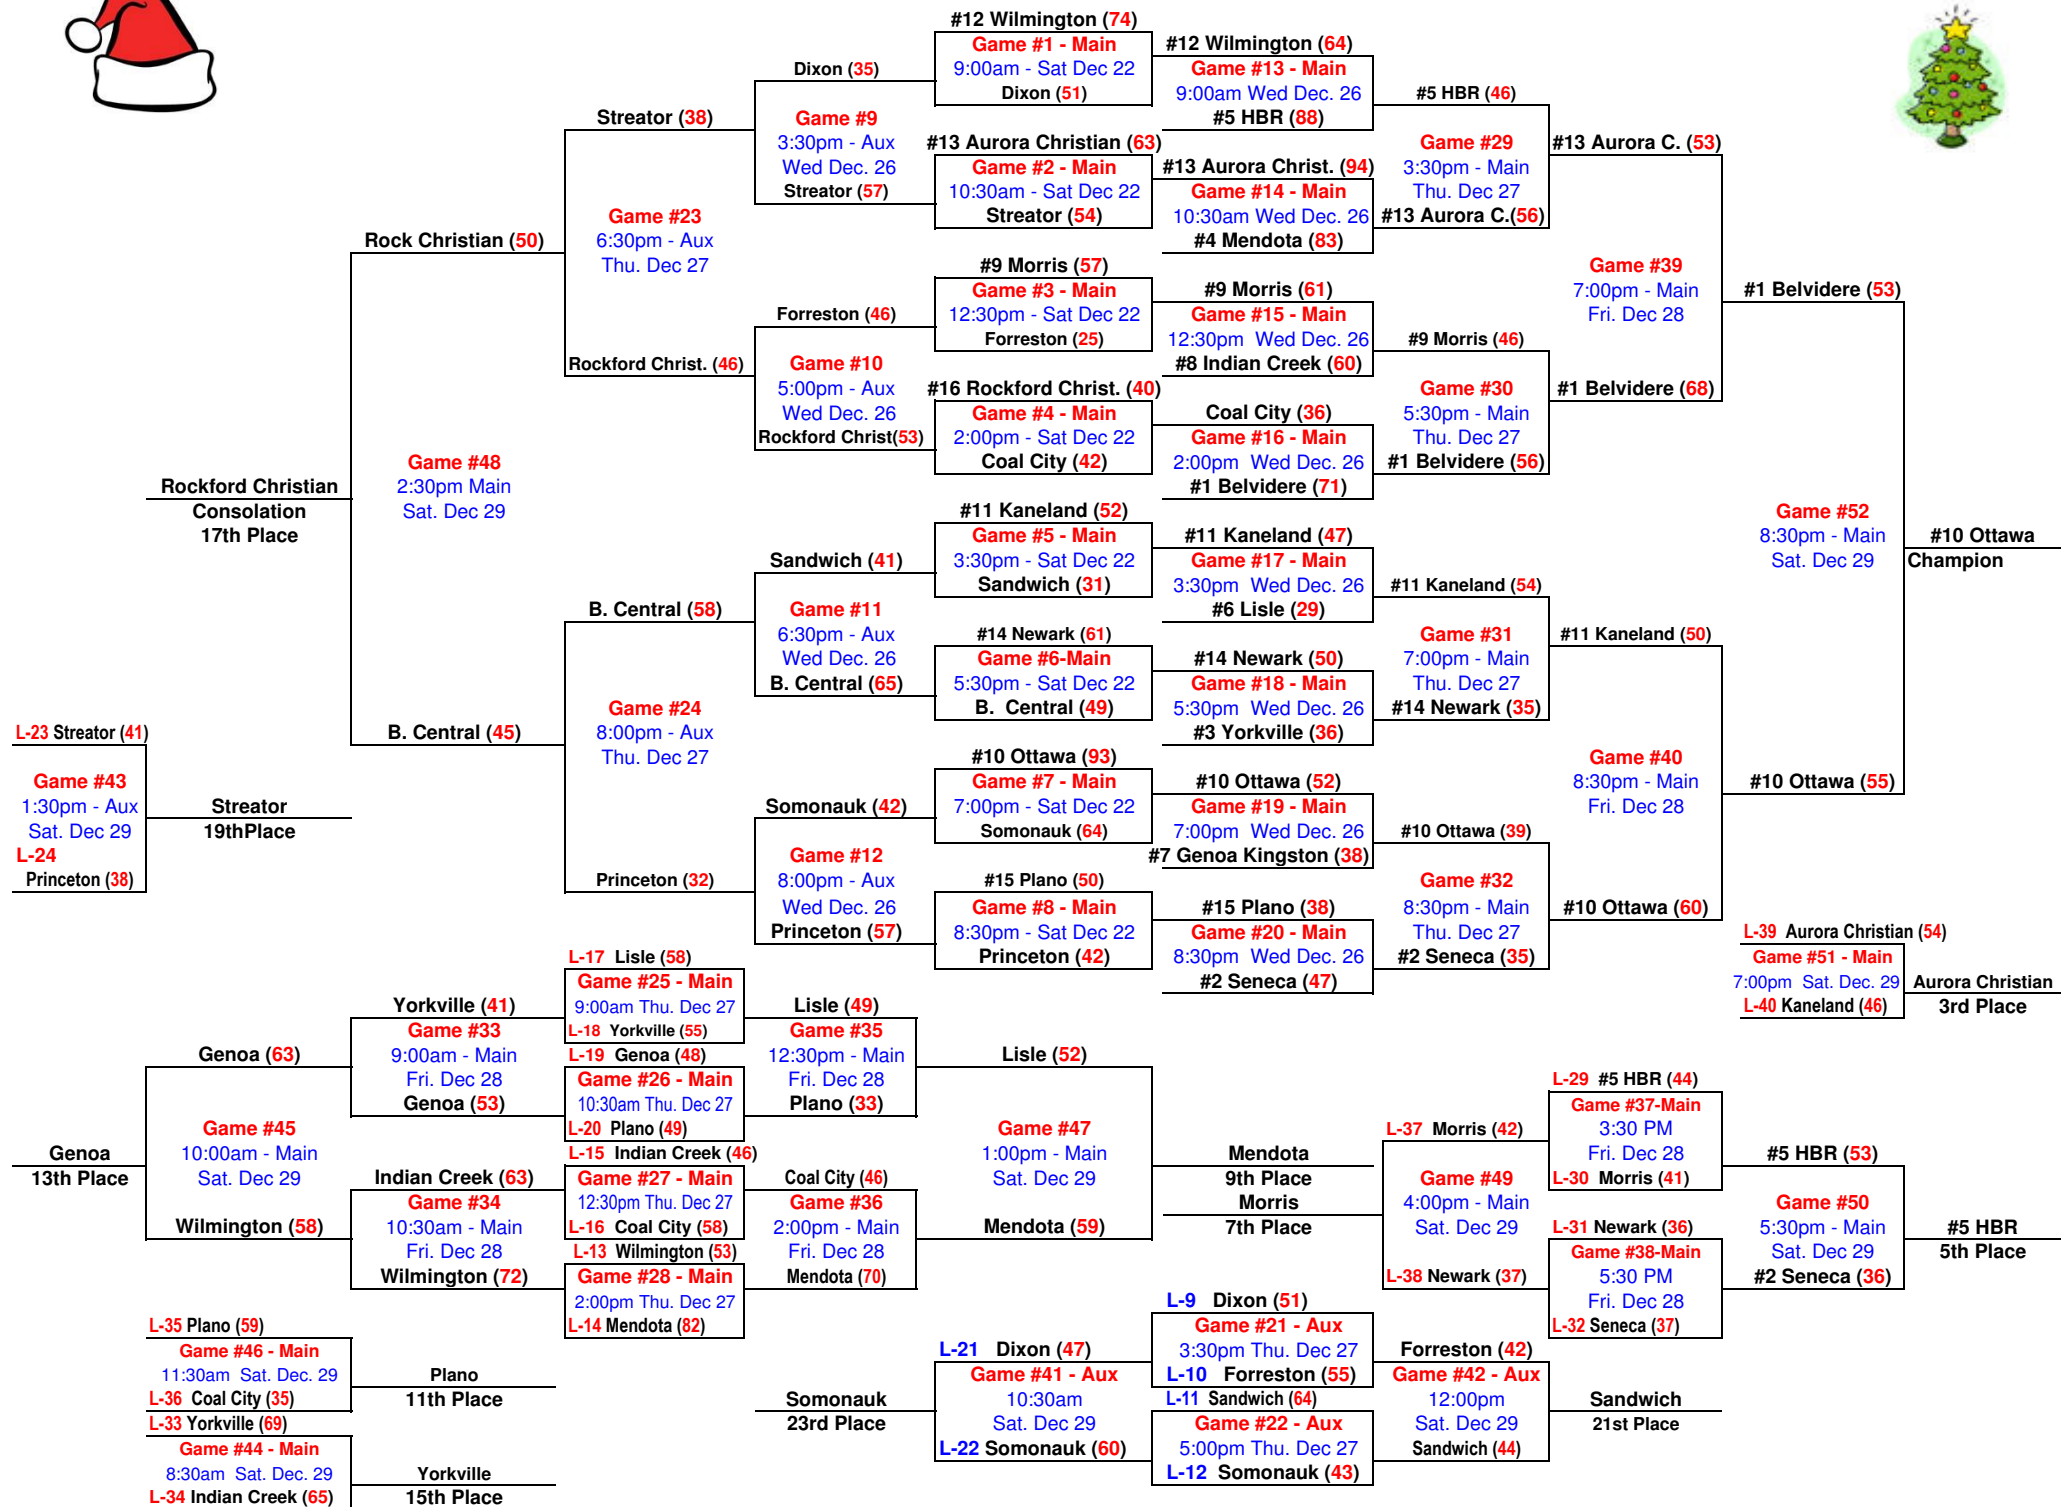 #12 Wilmington (74)
Game #1 - Main
9:00am - Sat Dec 22
Dixon (51)
#13 Aurora Christian (63)
Game #2 - Main
10:30am - Sat Dec 22
Streator (54)
#9 Morris (57)
Game #3 - Main
12:30pm - Sat Dec 22
Forreston (25)
#16 Rockford Christ. (40)
Game #4 - Main
2:00pm - Sat Dec 22
Coal City (42)
#11 Kaneland (52)
Game #5 - Main
3:30pm - Sat Dec 22
Sandwich (31)
#14 Newark (61)
Game #6-Main
5:30pm - Sat Dec 22
B. Central (49)
#10 Ottawa (93)
Game #7 - Main
7:00pm - Sat Dec 22
Somonauk (64)
#15 Plano (50)
Game #8 - Main
8:30pm - Sat Dec 22
Princeton (42)
Dixon (35)
Game #9
3:30pm - Aux
Wed Dec. 26
Streator (57)
Forreston (46)
Game #10
5:00pm - Aux
Wed Dec. 26
Rockford Christ(53)
Sandwich (41)
Game #11
6:30pm - Aux
Wed Dec. 26
B. Central (65)
Somonauk (42)
Game #12
8:00pm - Aux
Wed Dec. 26
Princeton (57)
Streator (38)
Game #23
6:30pm - Aux
Thu. Dec 27
Rockford Christ. (46)
B. Central (58)
Game #24
8:00pm - Aux
Thu. Dec 27
Princeton (32)
Rock Christian (50)
Game #48
2:30pm Main
Sat. Dec 29
B. Central (45)
Rockford Christian
Consolation
17th Place
L-23 Streator (41)
Game #43
1:30pm - Aux
Sat. Dec 29
L-24
Princeton (38)
Streator
19thPlace
#12 Wilmington (64)
Game #13 - Main
9:00am Wed Dec. 26
#5 HBR (88)
#13 Aurora Christ. (94)
Game #14 - Main
10:30am Wed Dec. 26
#4 Mendota (83)
#9 Morris (61)
Game #15 - Main
12:30pm Wed Dec. 26
#8 Indian Creek (60)
Coal City (36)
Game #16 - Main
2:00pm Wed Dec. 26
#1 Belvidere (71)
#11 Kaneland (47)
Game #17 - Main
3:30pm Wed Dec. 26
#6 Lisle (29)
#14 Newark (50)
Game #18 - Main
5:30pm Wed Dec. 26
#3 Yorkville (36)
#10 Ottawa (52)
Game #19 - Main
7:00pm Wed Dec. 26
#7 Genoa Kingston (38)
#15 Plano (38)
Game #20 - Main
8:30pm Wed Dec. 26
#2 Seneca (47)
#5 HBR (46)
Game #29
3:30pm - Main
Thu. Dec 27
#13 Aurora C.(56)
#9 Morris (46)
Game #30
5:30pm - Main
Thu. Dec 27
#1 Belvidere (56)
#11 Kaneland (54)
Game #31
7:00pm - Main
Thu. Dec 27
#14 Newark (35)
#10 Ottawa (39)
Game #32
8:30pm - Main
Thu. Dec 27
#2 Seneca (35)
#13 Aurora C. (53)
Game #39
7:00pm - Main
Fri. Dec 28
#1 Belvidere (68)
#11 Kaneland (50)
Game #40
8:30pm - Main
Fri. Dec 28
#10 Ottawa (60)
#1 Belvidere (53)
Game #52
8:30pm - Main
Sat. Dec 29
#10 Ottawa (55)
#10 Ottawa
Champion
L-39 Aurora Christian (54)
Game #51 - Main
7:00pm Sat. Dec. 29
L-40 Kaneland (46)
Aurora Christian
3rd Place
L-17 Lisle (58)
Game #25 - Main
9:00am Thu. Dec 27
L-18 Yorkville (55)
L-19 Genoa (48)
Game #26 - Main
10:30am Thu. Dec 27
L-20 Plano (49)
L-15 Indian Creek (46)
Game #27 - Main
12:30pm Thu. Dec 27
L-16 Coal City (58)
L-13 Wilmington (53)
Game #28 - Main
2:00pm Thu. Dec 27
L-14 Mendota (82)
Yorkville (41)
Game #33
9:00am - Main
Fri. Dec 28
Genoa (53)
Indian Creek (63)
Game #34
10:30am - Main
Fri. Dec 28
Wilmington (72)
Genoa (63)
Game #45
10:00am - Main
Sat. Dec 29
Wilmington (58)
Genoa
13th Place
Lisle (49)
Game #35
12:30pm - Main
Fri. Dec 28
Plano (33)
Coal City (46)
Game #36
2:00pm - Main
Fri. Dec 28
Mendota (70)
Lisle (52)
Game #47
1:00pm - Main
Sat. Dec 29
Mendota (59)
Mendota
9th Place
Morris
7th Place
L-37 Morris (42)
Game #49
4:00pm - Main
Sat. Dec 29
L-38 Newark (37)
L-29 #5 HBR (44)
Game #37-Main
3:30 PM
Fri. Dec 28
L-30 Morris (41)
L-31 Newark (36)
Game #38-Main
5:30 PM
Fri. Dec 28
L-32 Seneca (37)
#5 HBR (53)
Game #50
5:30pm - Main
Sat. Dec 29
#2 Seneca (36)
#5 HBR
5th Place
L-35 Plano (59)
Game #46 - Main
11:30am Sat. Dec. 29
L-36 Coal City (35)
Plano
11th Place
L-33 Yorkville (69)
Game #44 - Main
8:30am Sat. Dec. 29
L-34 Indian Creek (65)
Yorkville
15th Place
L-9 Dixon (51)
Game #21 - Aux
3:30pm Thu. Dec 27
L-10 Forreston (55)
L-11 Sandwich (64)
Game #22 - Aux
5:00pm Thu. Dec 27
L-12 Somonauk (43)
L-21 Dixon (47)
Game #41 - Aux
10:30am
Sat. Dec 29
L-22 Somonauk (60)
Somonauk
23rd Place
Forreston (42)
Game #42 - Aux
12:00pm
Sat. Dec 29
Sandwich (44)
Sandwich
21st Place